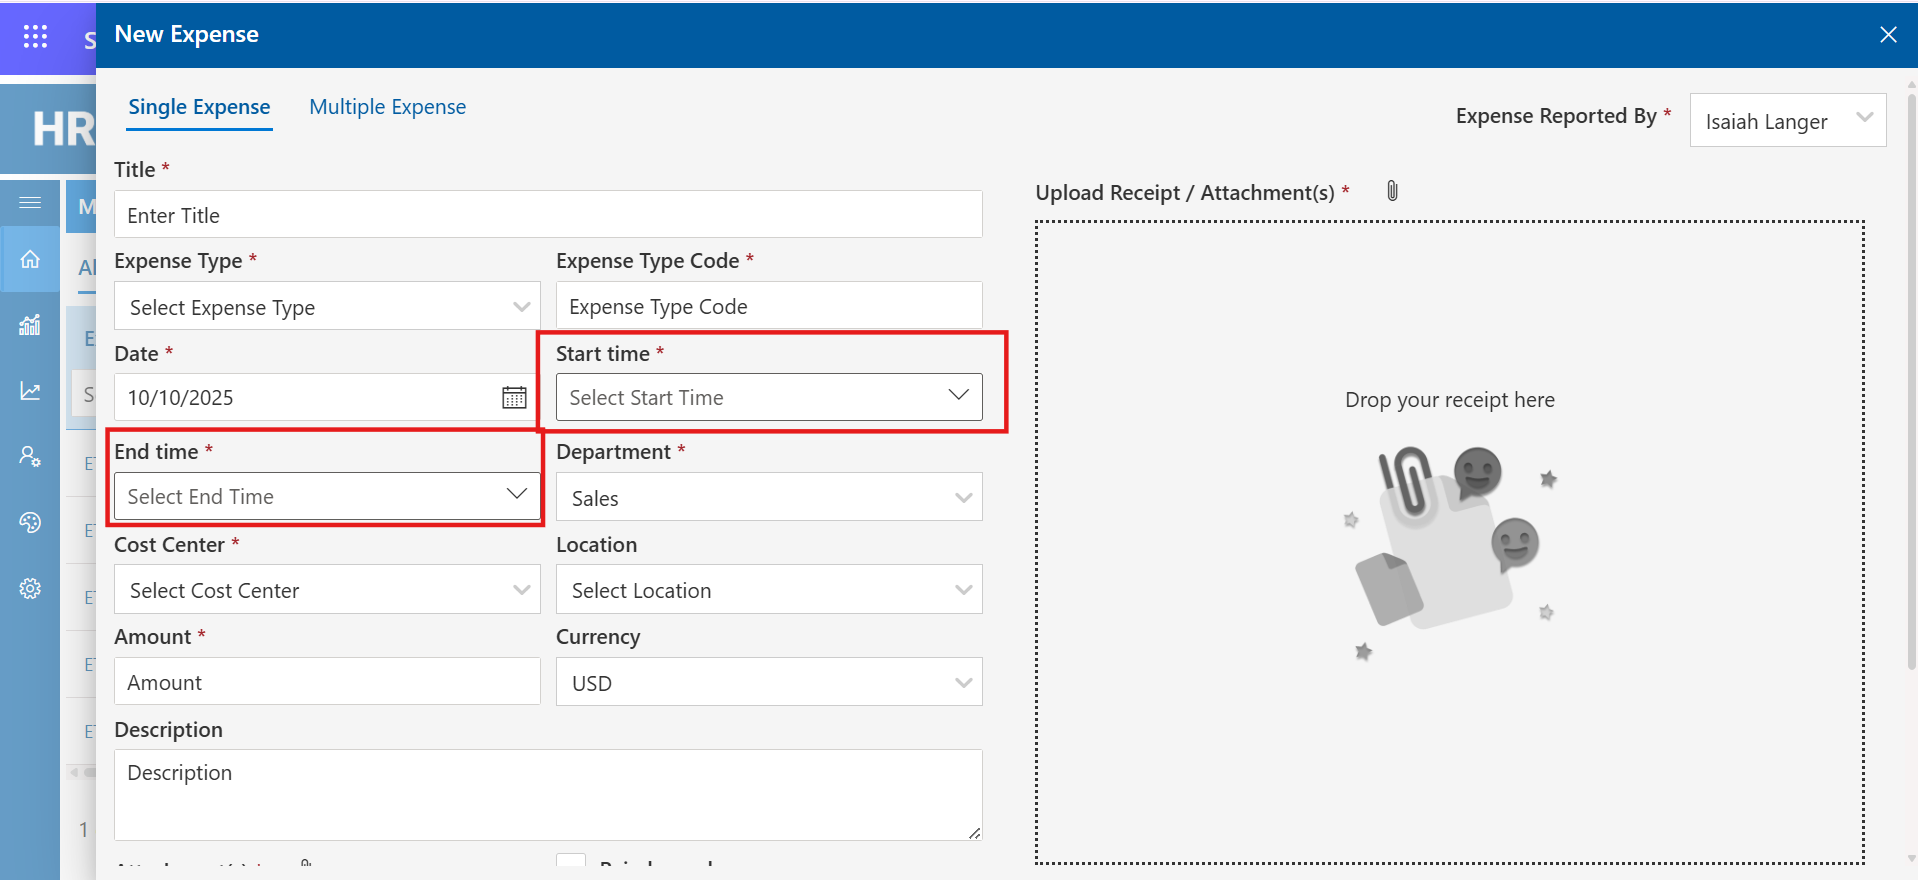 New Expense
HR
Single Expense
Multiple Expense
Expense Reported By *
Isaiah Langer
Title *
Enter Title
Upload Receipt / Attachment(s) *
Expense Type *
Expense Type Code *
Select Expense Type
Expense Type Code
Date *
Start time *
10/10/2025
Select Start Time
Drop your receipt here
End time *
Department *
Select End Time
Sales
Cost Center *
Location
Select Cost Center
Select Location
Amount *
Currency
Amount
USD
Description
Description
1